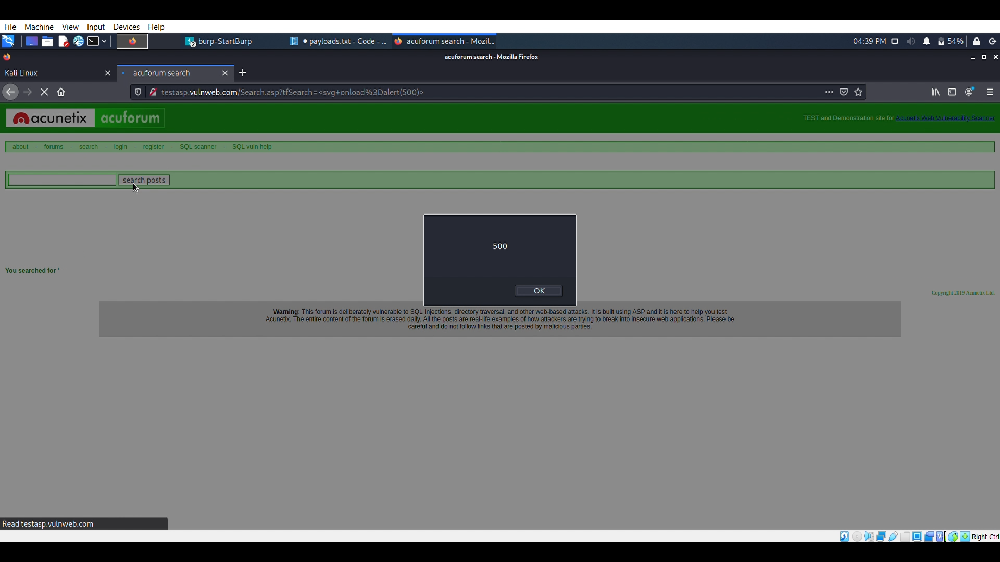 File Machine View Input Devices Help
burp-StartBurp payloads.txt - Code - ... acuforum search - Mozil... 04:39 PM 54%
acuforum search - Mozilla Firefox
Kali Linux acuforum search
testasp.vulnweb.com/Search.asp?tfSearch=<svg+onload%3Dalert(500)>
acunetix acuforum TEST and Demonstration site for Acunetix Web Vulnerability Scanner
about - forums - search - login - register - SQL scanner - SQL vuln help
search posts
500
You searched for '
OK
Copyright 2019 Acunetix Ltd.
Warning: This forum is deliberately vulnerable to SQL Injections, directory traversal, and other web-based attacks. It is built using ASP and it is here to help you test
Acunetix. The entire content of the forum is erased daily. All the posts are real-life examples of how attackers are trying to break into insecure web applications. Please be
careful and do not follow links that are posted by malicious parties.
Read testasp.vulnweb.com
Right Ctrl